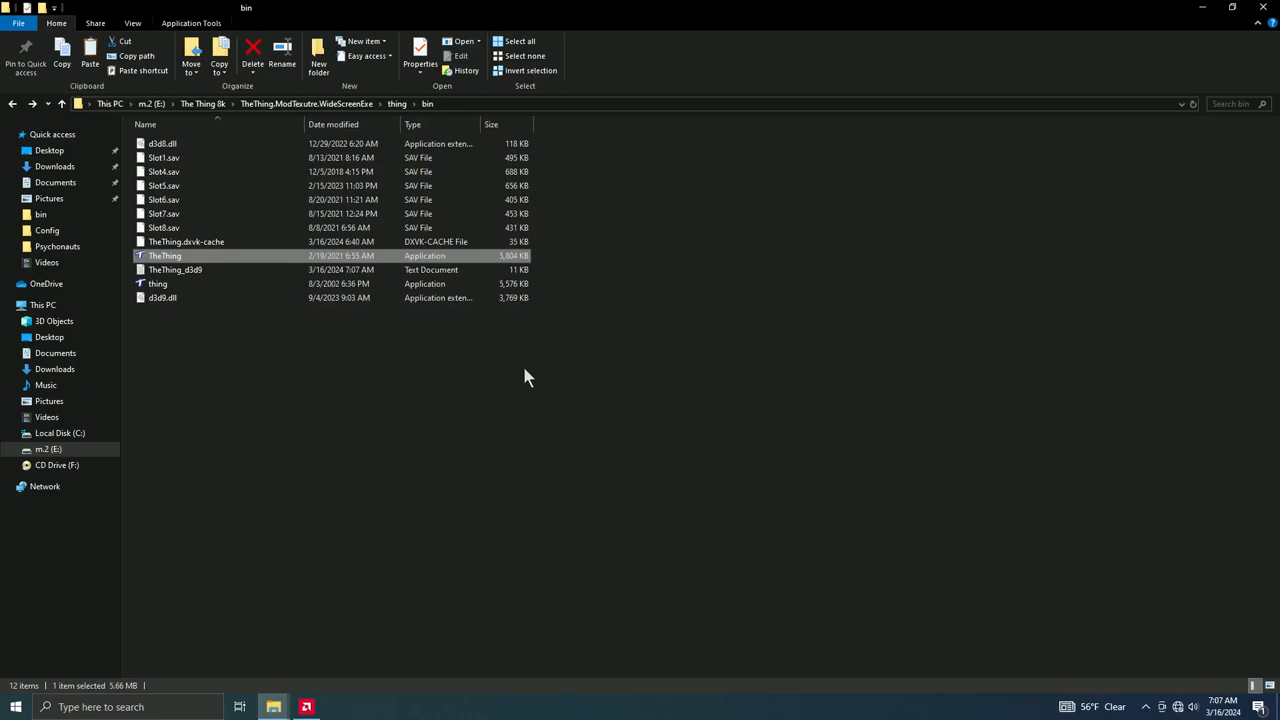 bin
File Home Share View Application Tools
Pin to Quick access
Copy
Paste
Cut
Copy path
Paste shortcut
Clipboard
Move to
Copy to
Delete
Rename
Organize
New folder
New item
Easy access
New
Properties
Open
Edit
History
Open
Select all
Select none
Invert selection
Select
This PC m.2 (E:) The Thing 8k TheThing.ModTexutre.WideScreenExe thing bin
Search bin
Name Date modified Type Size
d3d8.dll 12/29/2022 6:20 AM Application exten... 118 KB
Slot1.sav 8/13/2021 8:16 AM SAV File 495 KB
Slot4.sav 12/5/2018 4:15 PM SAV File 688 KB
Slot5.sav 2/15/2023 11:03 PM SAV File 656 KB
Slot6.sav 8/20/2021 11:21 AM SAV File 405 KB
Slot7.sav 8/15/2021 12:24 PM SAV File 453 KB
Slot8.sav 8/8/2021 6:56 AM SAV File 431 KB
TheThing.dxvk-cache 3/16/2024 6:40 AM DXVK-CACHE File 35 KB
TheThing 2/19/2021 6:55 AM Application 5,804 KB
TheThing_d3d9 3/16/2024 7:07 AM Text Document 11 KB
thing 8/3/2002 6:36 PM Application 5,576 KB
d3d9.dll 9/4/2023 9:03 AM Application exten... 3,769 KB
Quick access
Desktop
Downloads
Documents
Pictures
bin
Config
Psychonauts
Videos
OneDrive
This PC
3D Objects
Desktop
Documents
Downloads
Music
Pictures
Videos
Local Disk (C:)
m.2 (E:)
CD Drive (F:)
Network
12 items 1 item selected 5.66 MB
Type here to search
56°F Clear
7:07 AM
3/16/2024
1